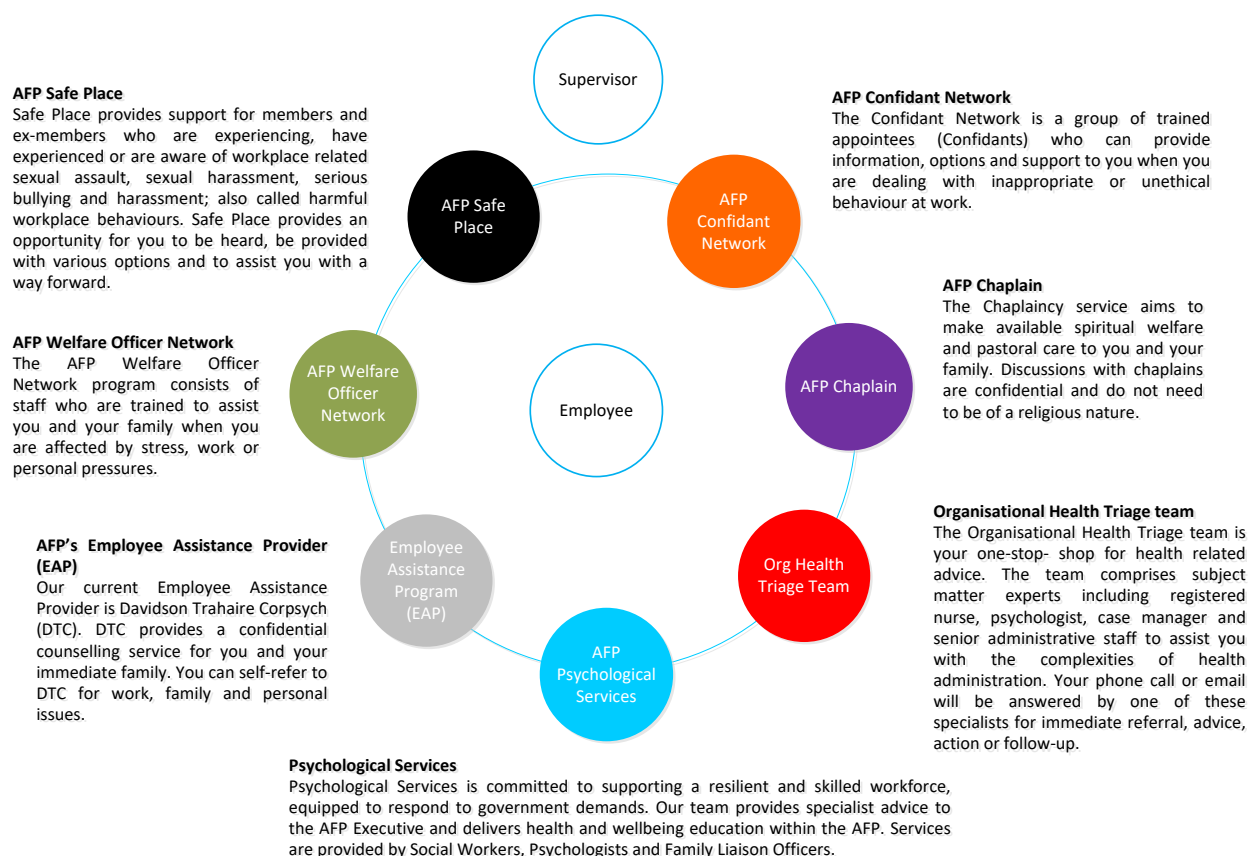 Supervisor
AFP Safe Place
Safe Place provides support for members and
ex-members who are experiencing, have
experienced or are aware of workplace related
sexual assault, sexual harassment, serious
bullying and harassment; also called harmful
workplace behaviours. Safe Place provides an
opportunity for you to be heard, be provided
with various options and to assist you with a
way forward.
AFP Confidant Network
The Confidant Network is a group of trained
appointees (Confidants) who can provide
information, options and support to you when you
are dealing with inappropriate or unethical
behaviour at work.
AFP Safe
Place
AFP
Confidant
Network
AFP Chaplain
The Chaplaincy service aims to
make available spiritual welfare
and pastoral care to you and your
family. Discussions with chaplains
are confidential and do not need
to be of a religious nature.
AFP Welfare Officer Network
The AFP Welfare Officer
Network program consists of
staff who are trained to assist
you and your family when you
are affected by stress, work or
personal pressures.
AFP Welfare
Officer
Network
Employee
AFP Chaplain
AFP's Employee Assistance Provider
(EAP)
Our current Employee Assistance
Provider is Davidson Trahaire Corpsych
(DTC). DTC provides a confidential
counselling service for you and your
immediate family. You can self-refer to
DTC for work, family and personal
issues.
Employee
Assistance
Program
(EAP)
Org Health
Triage Team
Organisational Health Triage team
The Organisational Health Triage team is
your one-stop- shop for health related
advice. The team comprises subject
matter experts including registered
nurse, psychologist, case manager and
senior administrative staff to assist you
with the complexities of health
administration. Your phone call or email
will be answered by one of these
specialists for immediate referral, advice,
action or follow-up.
AFP
Psychological
Services
Psychological Services
Psychological Services is committed to supporting a resilient and skilled workforce,
equipped to respond to government demands. Our team provides specialist advice to
the AFP Executive and delivers health and wellbeing education within the AFP. Services
are provided by Social Workers, Psychologists and Family Liaison Officers.